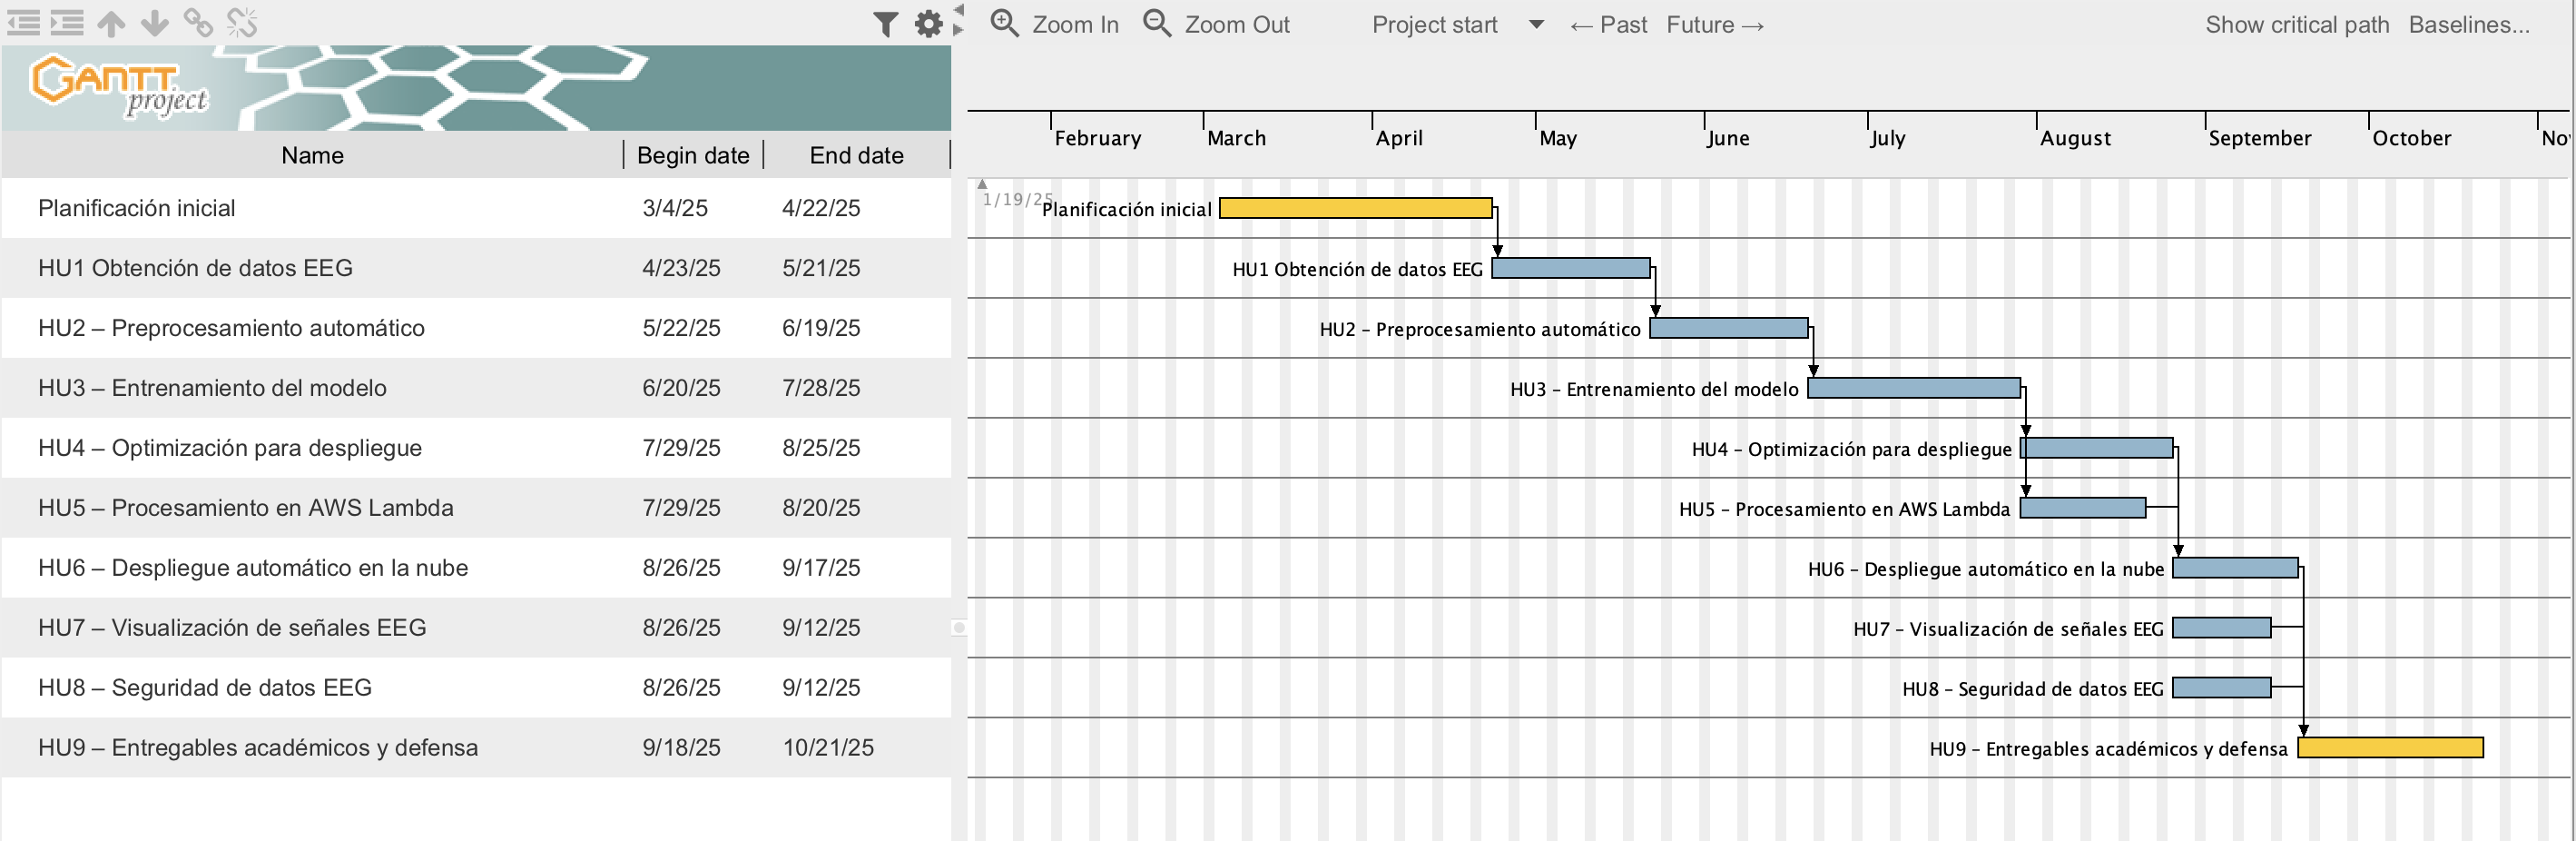 Zoom In Zoom Out Project start ← Past Future → Show critical path Baselines...
GANTT
project
February March April May June July August September October Nov
Name Begin date End date
1/19/25
Planificación inicial 3/4/25 4/22/25 Planificación inicial
HU1 Obtención de datos EEG 4/23/25 5/21/25 HU1 Obtención de datos EEG
HU2 – Preprocesamiento automático 5/22/25 6/19/25 HU2 – Preprocesamiento automático
HU3 – Entrenamiento del modelo 6/20/25 7/28/25 HU3 – Entrenamiento del modelo
HU4 – Optimización para despliegue 7/29/25 8/25/25 HU4 – Optimización para despliegue
HU5 – Procesamiento en AWS Lambda 7/29/25 8/20/25 HU5 – Procesamiento en AWS Lambda
HU6 – Despliegue automático en la nube 8/26/25 9/17/25 HU6 – Despliegue automático en la nube
HU7 – Visualización de señales EEG 8/26/25 9/12/25 HU7 – Visualización de señales EEG
HU8 – Seguridad de datos EEG 8/26/25 9/12/25 HU8 – Seguridad de datos EEG
HU9 – Entregables académicos y defensa 9/18/25 10/21/25 HU9 – Entregables académicos y defensa